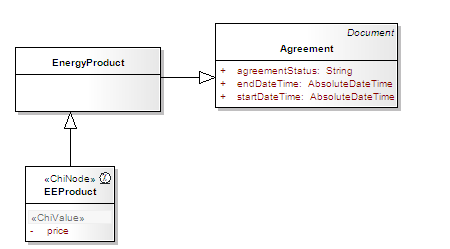 Document
Agreement
+ agreementStatus: String
+ endDateTime: AbsoluteDateTime
+ startDateTime: AbsoluteDateTime
EnergyProduct
«ChiNode»
EEProduct
«ChiValue»
- price